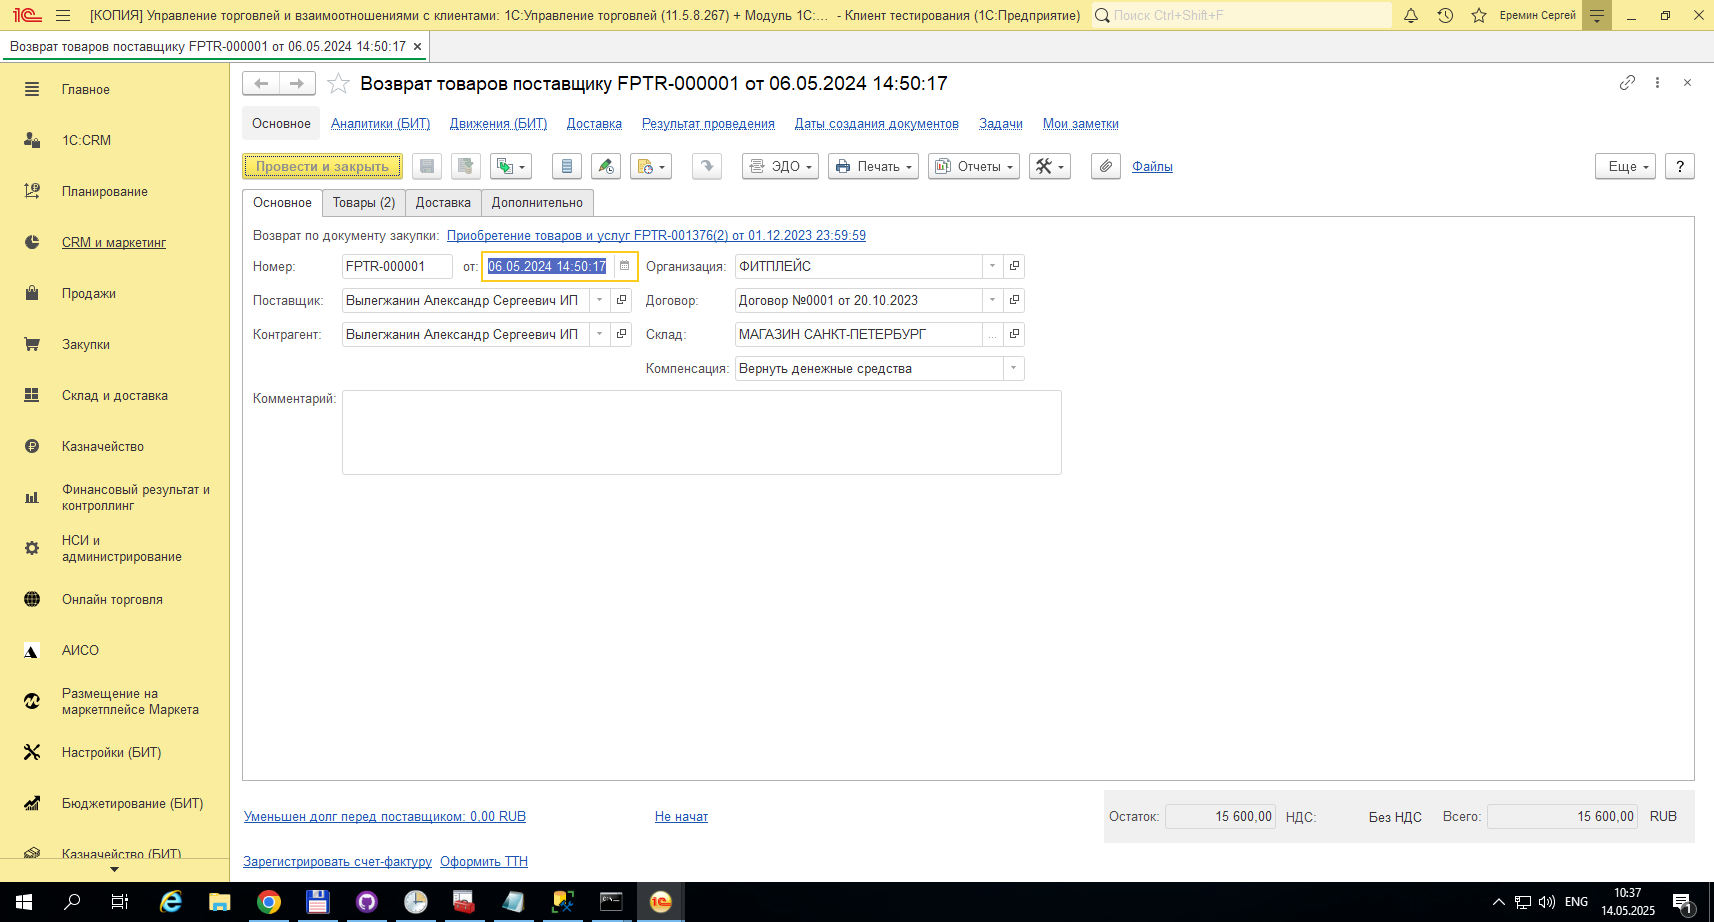 [КОПИЯ] Управление торговлей и взаимоотношениями с клиентами: 1С:Управление торговлей (11.5.8.267) + Модуль 1С:... - Клиент тестирования (1С:Предприятие)
Поиск Ctrl+Shift+F
Еремин Сергей
Возврат товаров поставщику FPTR-000001 от 06.05.2024 14:50:17
Главное
1С:CRM
Планирование
CRM и маркетинг
Продажи
Закупки
Склад и доставка
Казначейство
Финансовый результат и
контроллинг
НСИ и
администрирование
Онлайн торговля
АИСО
Размещение на
маркетплейсе Маркета
Настройки (БИТ)
Бюджетирование (БИТ)
Казначейство (БИТ)
Возврат товаров поставщику FPTR-000001 от 06.05.2024 14:50:17
Основное Аналитики (БИТ) Движения (БИТ) Доставка Результат проведения Даты создания документов Задачи Мои заметки
Провести и закрыть ЭДО Печать Отчеты Файлы Еще ?
Основное Товары (2) Доставка Дополнительно
Возврат по документу закупки: Приобретение товаров и услуг FPTR-001376(2) от 01.12.2023 23:59:59
Номер: FPTR-000001 от: 06.05.2024 14:50:17 Организация: ФИТПЛЕЙС
Поставщик: Вылегжанин Александр Сергеевич ИП Договор: Договор №0001 от 20.10.2023
Контрагент: Вылегжанин Александр Сергеевич ИП Склад: МАГАЗИН САНКТ-ПЕТЕРБУРГ
Компенсация: Вернуть денежные средства
Комментарий:
Уменьшен долг перед поставщиком: 0,00 RUB Не начат Остаток: 15 600,00 НДС: Без НДС Всего: 15 600,00 RUB
Зарегистрировать счет-фактуру Оформить ТТН
ENG
10:37
14.05.2025
1